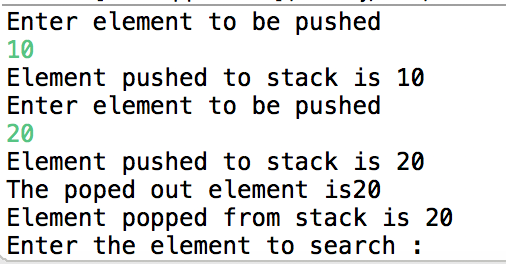 Enter element to be pushed
10
Element pushed to stack is 10
Enter element to be pushed
20
Element pushed to stack is 20
The poped out element is20
Element popped from stack is 20
Enter the element to search :